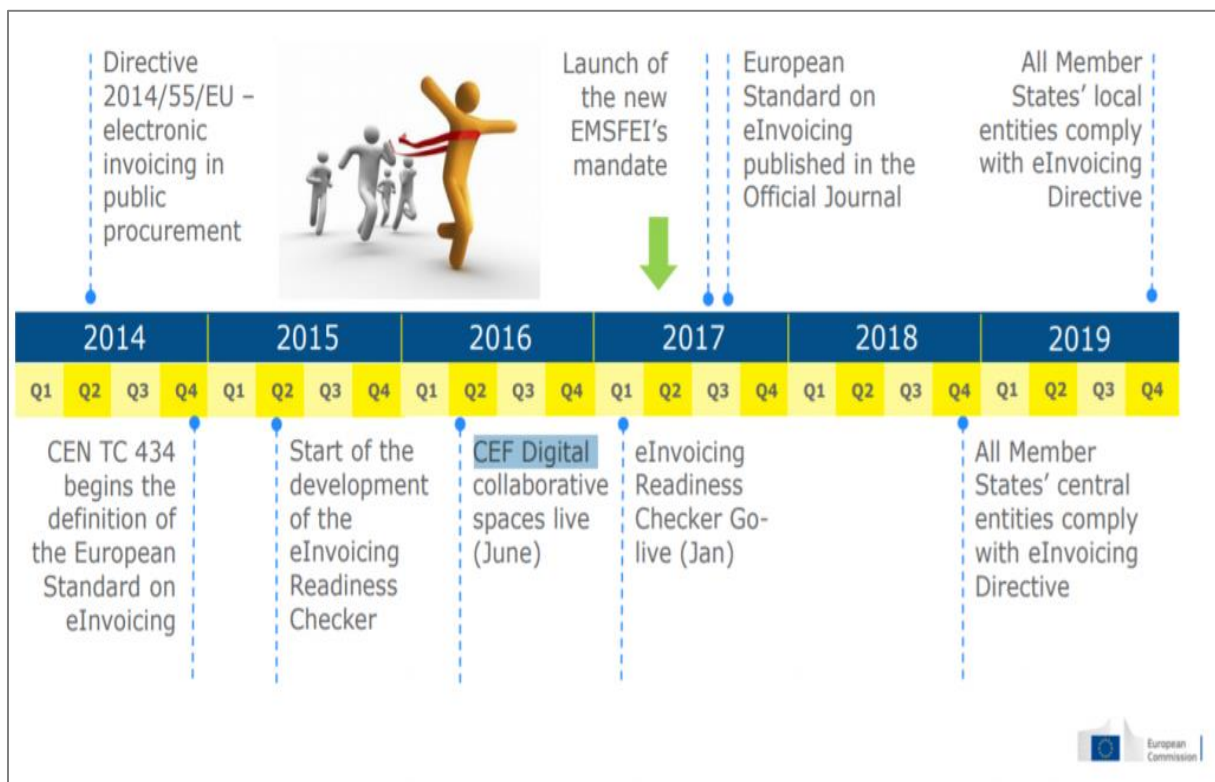 Directive
2014/55/EU –
electronic
invoicing in
public
procurement
Launch of
the new
EMSFEI's
mandate
European
Standard on
eInvoicing
published in the
Official Journal
All Member
States' local
entities comply
with eInvoicing
Directive
2014 2015 2016 2017 2018 2019
Q1 Q2 Q3 Q4 Q1 Q2 Q3 Q4 Q1 Q2 Q3 Q4 Q1 Q2 Q3 Q4 Q1 Q2 Q3 Q4 Q1 Q2 Q3 Q4
CEN TC 434
begins the
definition of
the European
Standard on
eInvoicing
Start of the
development
of the
eInvoicing
Readiness
Checker
CEF Digital
collaborative
spaces live
(June)
eInvoicing
Readiness
Checker Go-
live (Jan)
All Member
States' central
entities comply
with eInvoicing
Directive
European
Commission